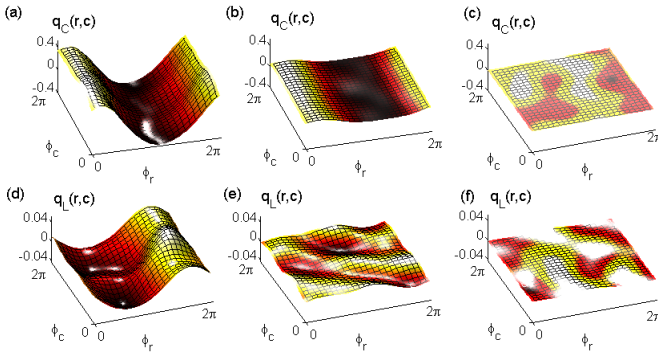 (a) q_C(r,c)
0.4
0
-0.4
2π
ϕ_c
0
0
ϕ_r
2π
(b) q_C(r,c)
0.4
0
-0.4
2π
ϕ_c
0
0
ϕ_r
2π
(c) q_C(r,c)
0.4
0
-0.4
2π
ϕ_c
0
0
ϕ_r
2π
(d) q_L(r,c)
0.04
0
-0.04
2π
ϕ_c
0
0
ϕ_r
2π
(e) q_L(r,c)
0.04
0
-0.04
2π
ϕ_c
0
0
ϕ_r
2π
(f) q_L(r,c)
0.04
0
-0.04
2π
ϕ_c
0
0
ϕ_r
2π